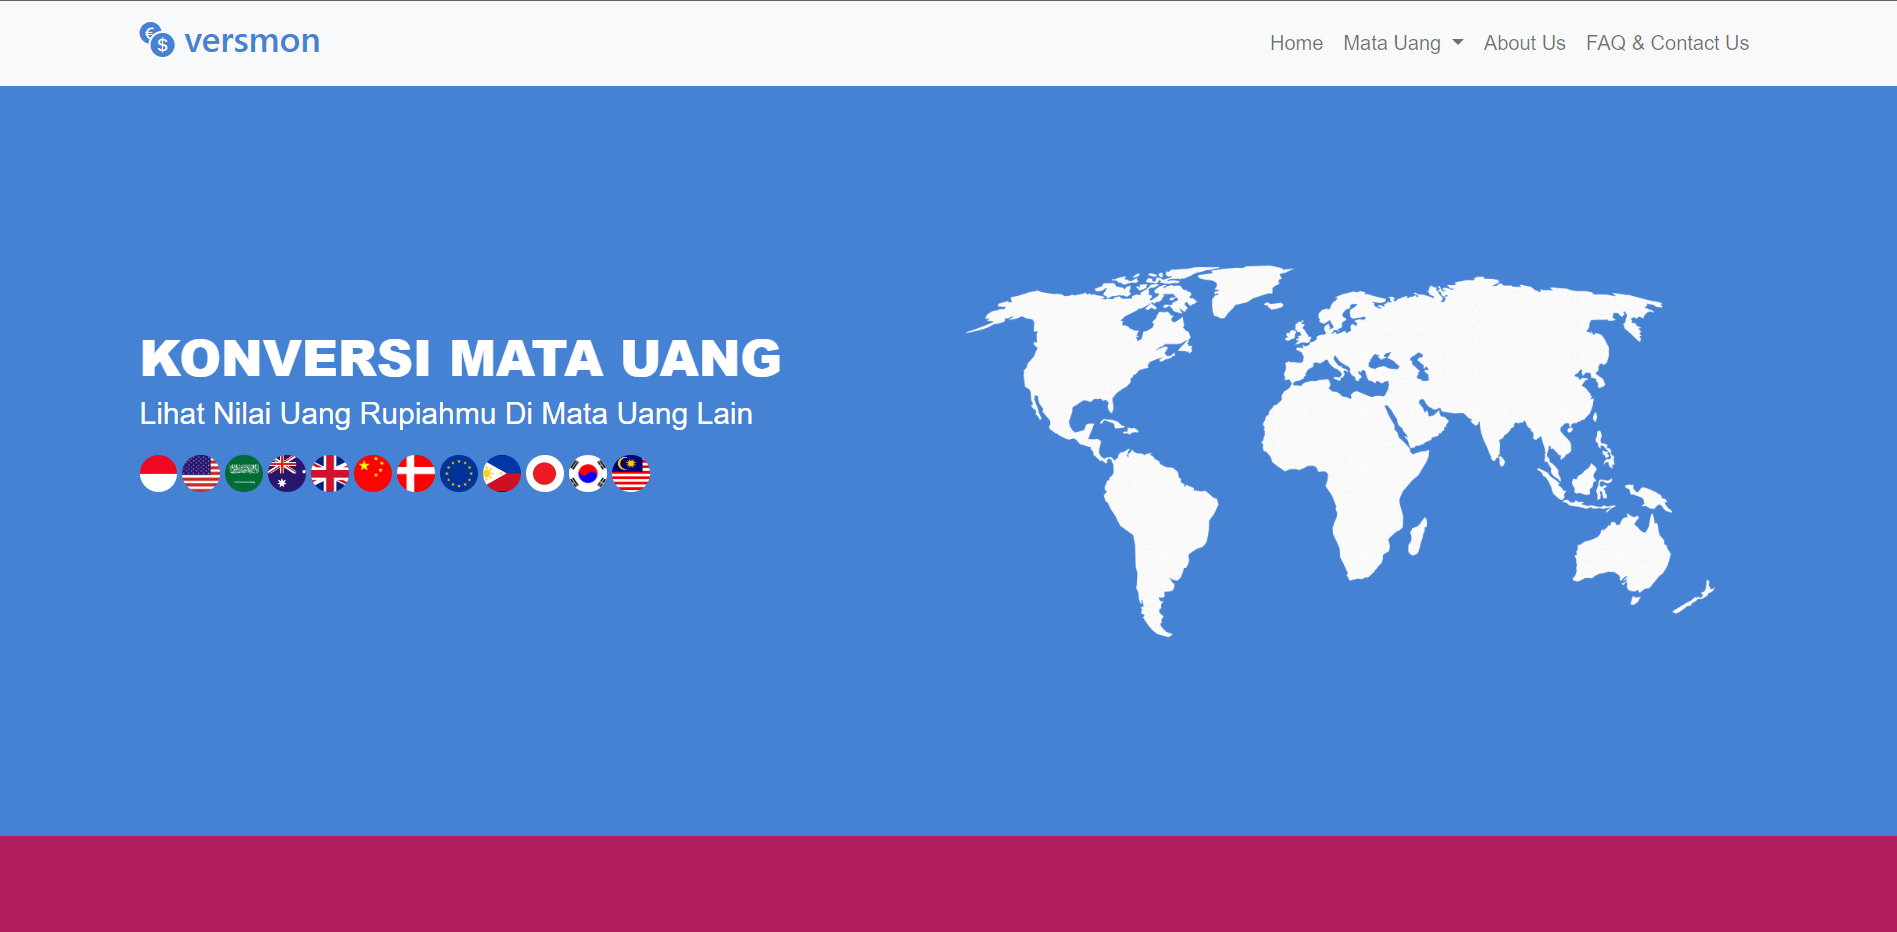 € $ versmon
Home Mata Uang About Us FAQ & Contact Us
KONVERSI MATA UANG
Lihat Nilai Uang Rupiahmu Di Mata Uang Lain